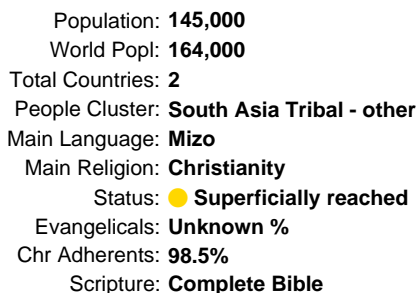 Population: 145,000
World Popl: 164,000
Total Countries: 2
People Cluster: South Asia Tribal - other
Main Language: Mizo
Main Religion: Christianity
Status: Superficially reached
Evangelicals: Unknown %
Chr Adherents: 98.5%
Scripture: Complete Bible